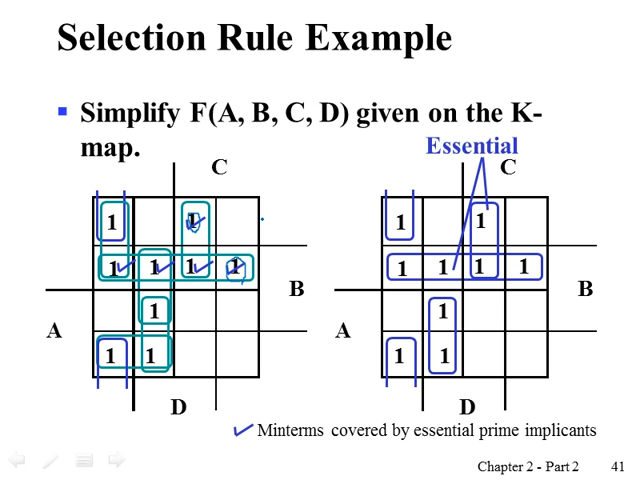 Selection Rule Example
Simplify F(A, B, C, D) given on the K-
map.
Essential
C
C
1 1
1 1
1 1 1 1
1 1 1 1
B
B
1
1
A
A
1 1
1 1
D
D
Minterms covered by essential prime implicants
Chapter 2 - Part 2 41